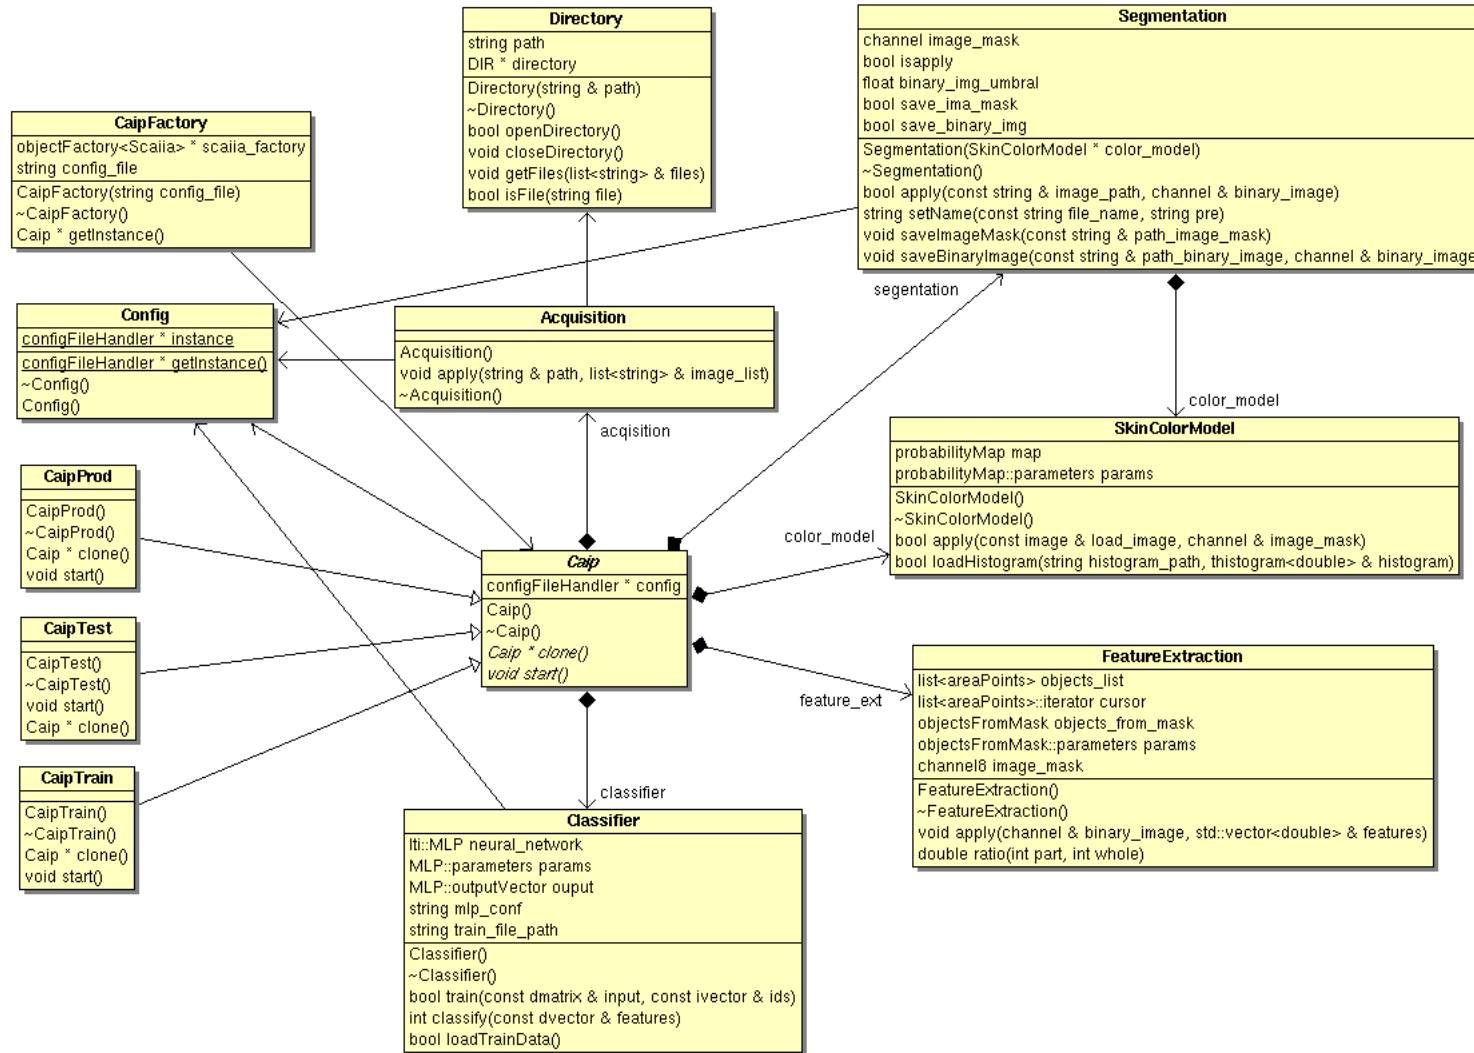 Directory
string path
DIR * directory
Directory(string & path)
~Directory()
bool openDirectory()
void closeDirectory()
void getFiles(list<string> & files)
bool isFile(string file)
Segmentation
channel image_mask
bool isapply
float binary_img_umbral
bool save_ima_mask
bool save_binary_img
Segmentation(SkinColorModel * color_model)
~Segmentation()
bool apply(const string & image_path, channel & binary_image)
string setName(const string file_name, string pre)
void saveImageMask(const string & path_image_mask)
void saveBinaryImage(const string & path_binary_image, channel & binary_image
CaipFactory
objectFactory<Scaiia> * scaiia_factory
string config_file
CaipFactory(string config_file)
~CaipFactory()
Caip * getInstance()
segentation
Config
configFileHandler * instance
configFileHandler * getInstance()
~Config()
Config()
Acquisition
Acquisition()
void apply(string & path, list<string> & image_list)
~Acquisition()
acqisition
color_model
SkinColorModel
probabilityMap map
probabilityMap::parameters params
SkinColorModel()
~SkinColorModel()
bool apply(const image & load_image, channel & image_mask)
bool loadHistogram(string histogram_path, thistogram<double> & histogram)
color_model
CaipProd
CaipProd()
~CaipProd()
Caip * clone()
void start()
Caip
configFileHandler * config
Caip()
~Caip()
Caip * clone()
void start()
CaipTest
CaipTest()
~CaipTest()
void start()
Caip * clone()
feature_ext
FeatureExtraction
list<areaPoints> objects_list
list<areaPoints>::iterator cursor
objectsFromMask objects_from_mask
objectsFromMask::parameters params
channel8 image_mask
FeatureExtraction()
~FeatureExtraction()
void apply(channel & binary_image, std::vector<double> & features)
double ratio(int part, int whole)
CaipTrain
CaipTrain()
~CaipTrain()
Caip * clone()
void start()
classifier
Classifier
lti::MLP neural_network
MLP::parameters params
MLP::outputVector ouput
string mlp_conf
string train_file_path
Classifier()
~Classifier()
bool train(const dmatrix & input, const ivector & ids)
int classify(const dvector & features)
bool loadTrainData()